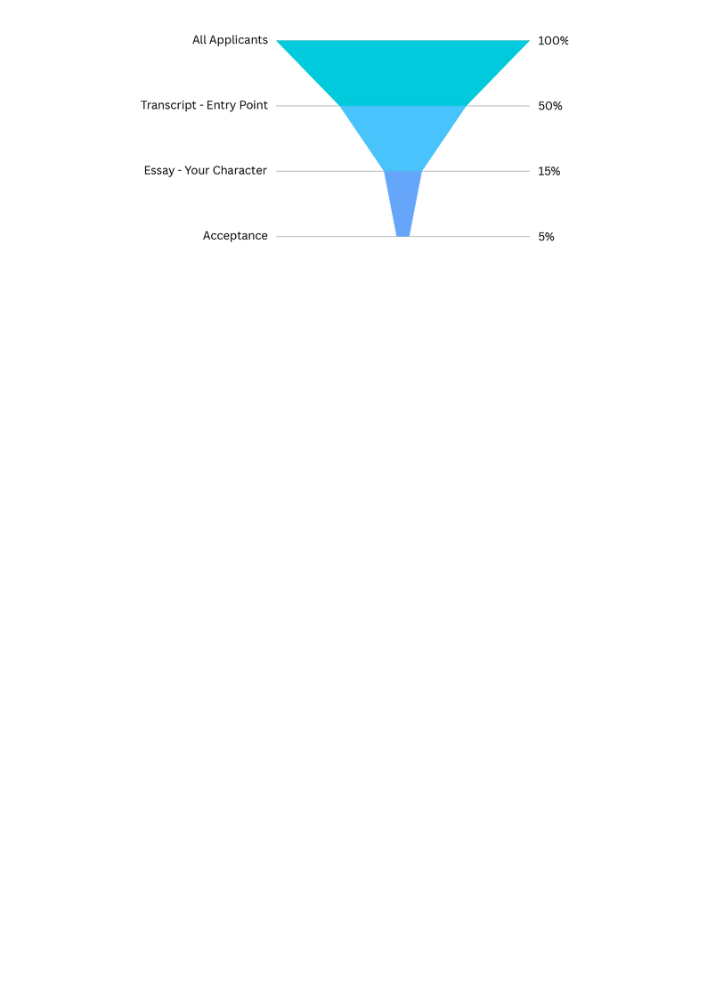 All Applicants 100%
Transcript - Entry Point 50%
Essay - Your Character 15%
Acceptance 5%